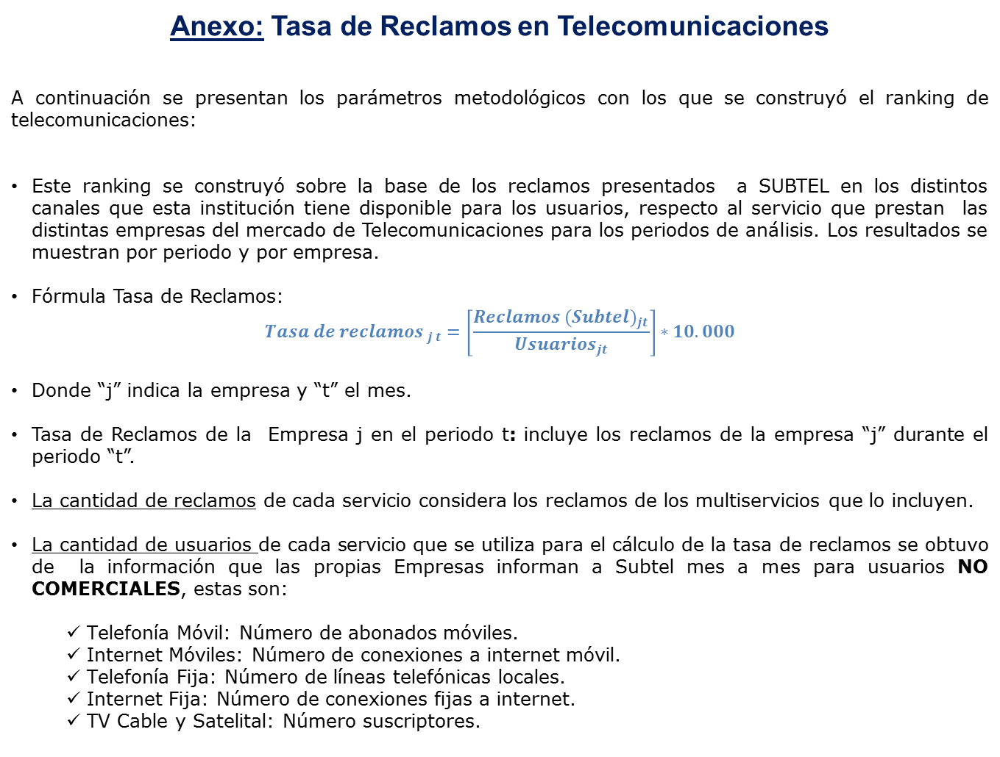 Anexo: Tasa de Reclamos en Telecomunicaciones
A continuación se presentan los parámetros metodológicos con los que se construyó el ranking de
telecomunicaciones:
• Este ranking se construyó sobre la base de los reclamos presentados a SUBTEL en los distintos
canales que esta institución tiene disponible para los usuarios, respecto al servicio que prestan las
distintas empresas del mercado de Telecomunicaciones para los periodos de análisis. Los resultados se
muestran por periodo y por empresa.
• Fórmula Tasa de Reclamos:
Tasa de reclamos j t = [Reclamos (Subtel)jt / Usuariosjt] * 10.000
• Donde “j” indica la empresa y “t” el mes.
• Tasa de Reclamos de la Empresa j en el periodo t: incluye los reclamos de la empresa “j” durante el
periodo “t”.
• La cantidad de reclamos de cada servicio considera los reclamos de los multiservicios que lo incluyen.
• La cantidad de usuarios de cada servicio que se utiliza para el cálculo de la tasa de reclamos se obtuvo
de la información que las propias Empresas informan a Subtel mes a mes para usuarios NO
COMERCIALES, estas son:
✓ Telefonía Móvil: Número de abonados móviles.
✓ Internet Móviles: Número de conexiones a internet móvil.
✓ Telefonía Fija: Número de líneas telefónicas locales.
✓ Internet Fija: Número de conexiones fijas a internet.
✓ TV Cable y Satelital: Número suscriptores.